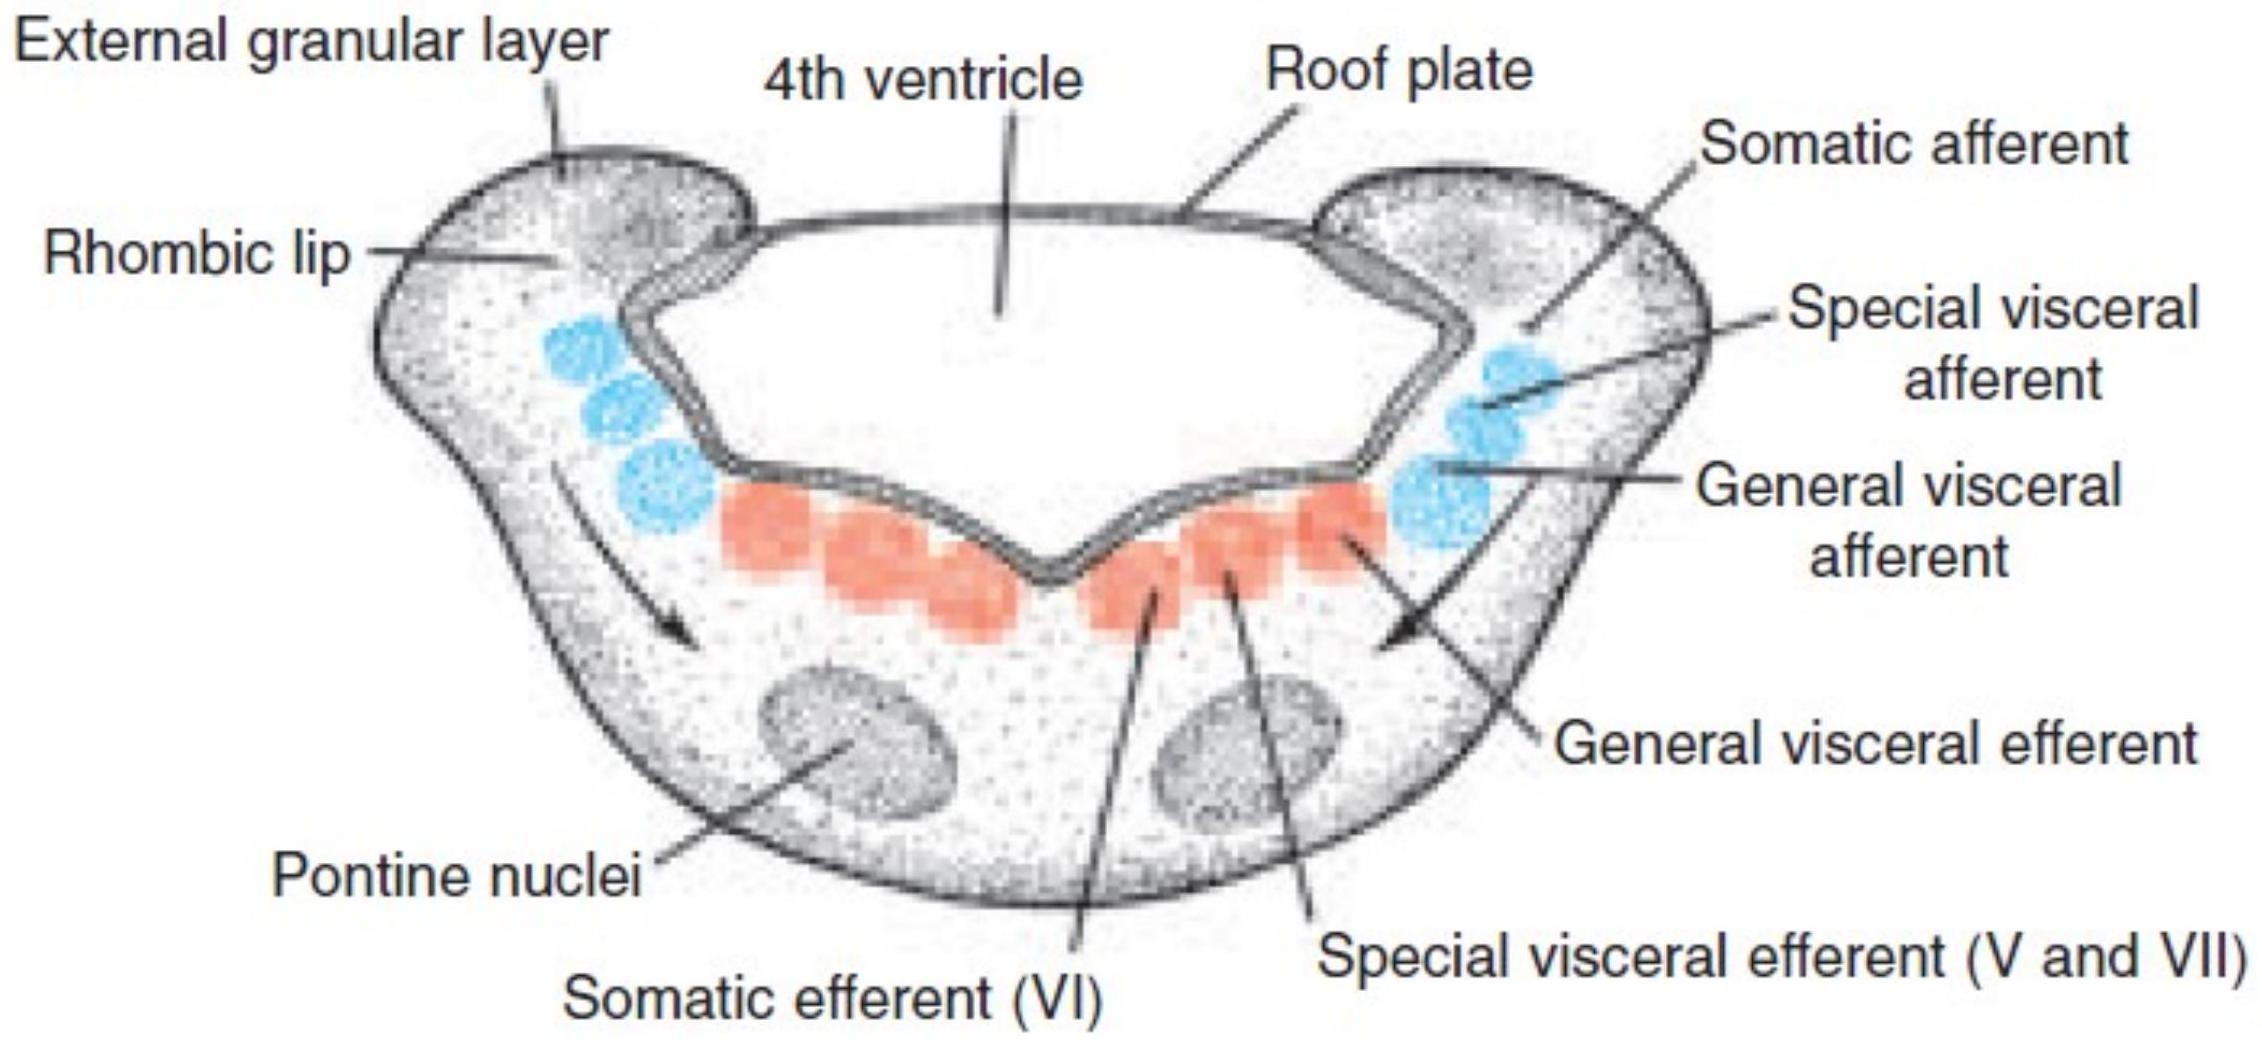 External granular layer
4th ventricle
Roof plate
Somatic afferent
Rhombic lip
Special visceral
afferent
General visceral
afferent
General visceral efferent
Pontine nuclei
Special visceral efferent (V and VII)
Somatic efferent (VI)